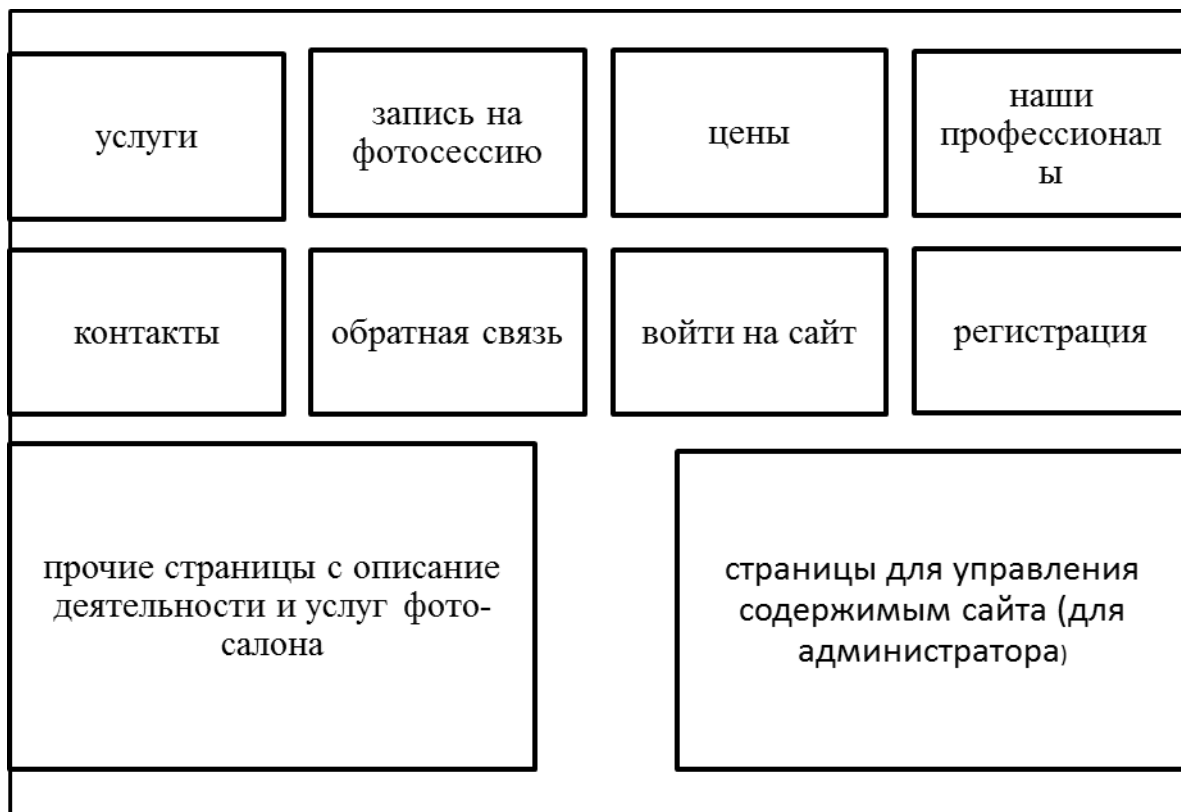 услуги
запись на
фотосессию
цены
наши
профессионал
ы
контакты
обратная связь
войти на сайт
регистрация
прочие страницы с описание
деятельности и услуг фото-
салона
страницы для управления
содержимым сайта (для
администратора)